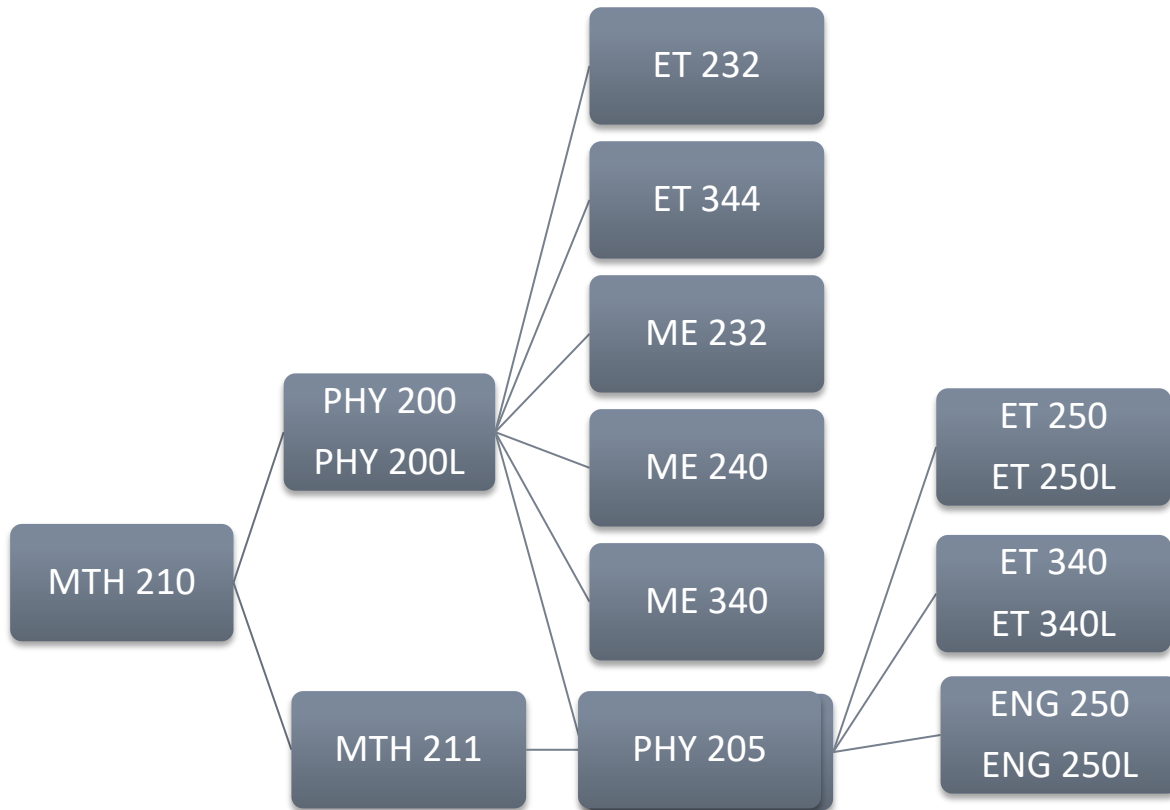 ET 232
ET 344
ME 232
PHY 200
PHY 200L
ME 240
ET 250
ET 250L
MTH 210
ME 340
ET 340
ET 340L
MTH 211
PHY 205
ENG 250
ENG 250L